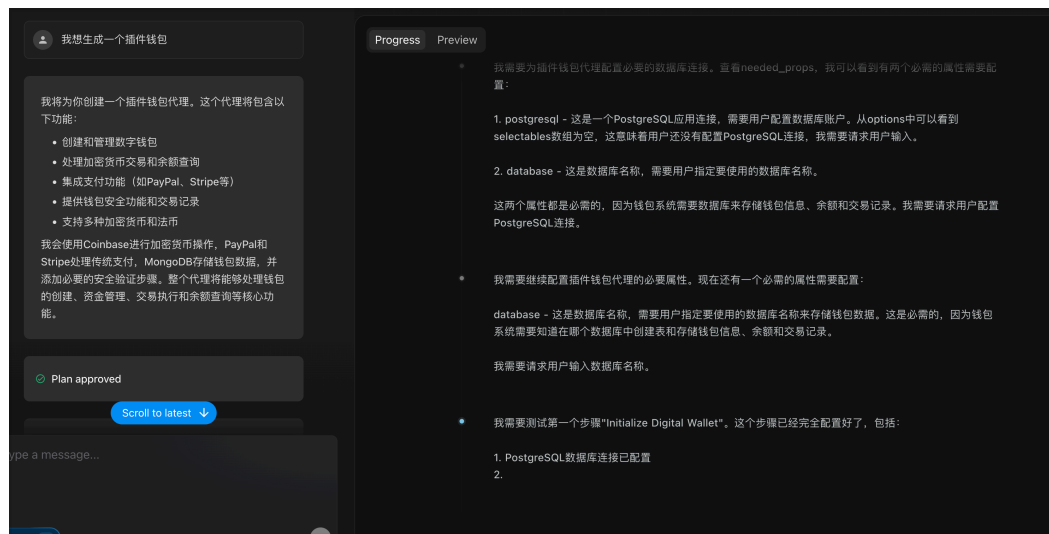 我想生成一个插件钱包
我将为你创建一个插件钱包代理。这个代理将包含以
下功能：
• 创建和管理数字钱包
• 处理加密货币交易和余额查询
• 集成支付功能（如PayPal、Stripe等）
• 提供钱包安全功能和交易记录
• 支持多种加密货币和法币
我会使用Coinbase进行加密货币操作，PayPal和
Stripe处理传统支付，MongoDB存储钱包数据，并
添加必要的安全验证步骤。整个代理将能够处理钱包
的创建、资金管理、交易执行和余额查询等核心功
能。
Plan approved
Scroll to latest
ype a message...
Progress Preview
我需要为插件钱包代理配置必要的数据库连接。查看needed_props，我可以看到有两个必需的属性需要配
置：
1. postgresql - 这是一个PostgreSQL应用连接，需要用户配置数据库账户。从options中可以看到
selectables数组为空，这意味着用户还没有配置PostgreSQL连接，我需要请求用户输入。
2. database - 这是数据库名称，需要用户指定要使用的数据库名称。
这两个属性都是必需的，因为钱包系统需要数据库来存储钱包信息、余额和交易记录。我需要请求用户配置
PostgreSQL连接。
我需要继续配置插件钱包代理的必要属性。现在还有一个必需的属性需要配置：
database - 这是数据库名称，需要用户指定要使用的数据库名称来存储钱包数据。这是必需的，因为钱包
系统需要知道在哪个数据库中创建表和存储钱包信息、余额和交易记录。
我需要请求用户输入数据库名称。
我需要测试第一个步骤"Initialize Digital Wallet"。这个步骤已经完全配置好了，包括：
1. PostgreSQL数据库连接已配置
2.